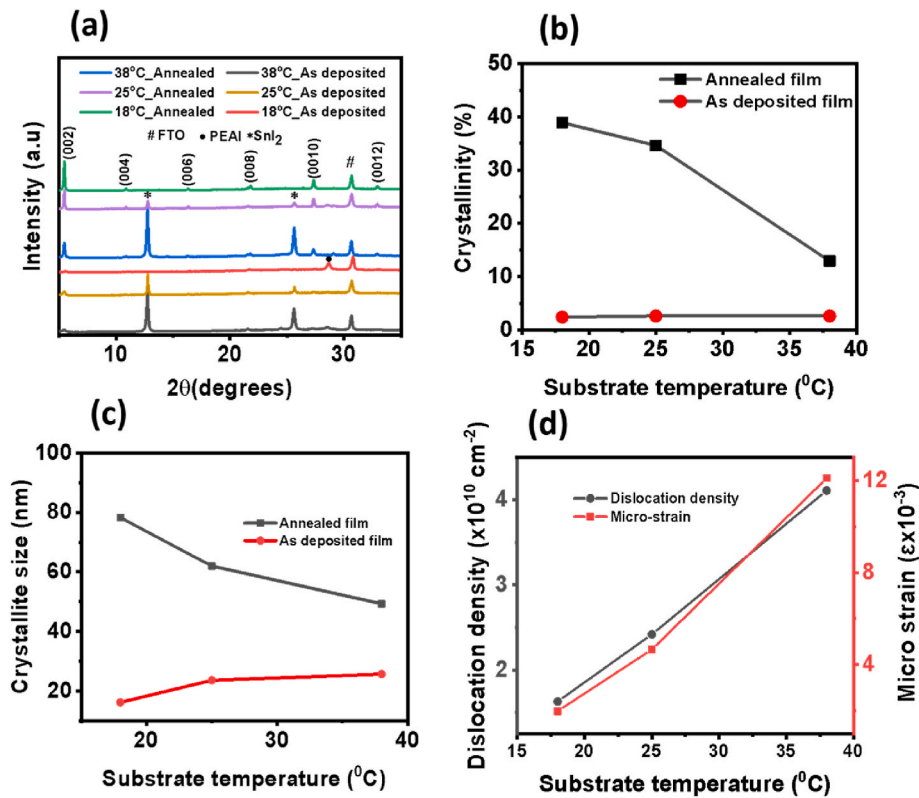 (a)
38°C_Annealed 38°C_As deposited
25°C_Annealed 25°C_As deposited
18°C_Annealed 18°C_As deposited
# FTO • PEAI *SnI₂
(002)
(004)
(006)
(008)
(0010)
#
(0012)
*
*
•
Intensity (a.u)
10 20 30
2θ(degrees)
(b)
Annealed film
As deposited film
Crystallinity (%)
50
40
30
20
10
0
15 20 25 30 35 40
Substrate temperature (⁰C)
(c)
Crystallite size (nm)
100
80
60
40
20
Annealed film
As deposited film
20 30 40
Substrate temperature (⁰C)
(d)
Dislocation density (x10¹⁰ cm⁻²)
4
3
2
Dislocation density
Micro-strain
12
8
4
Micro strain (εx10⁻³)
15 20 25 30 35 40
Substrate temperature (⁰C)